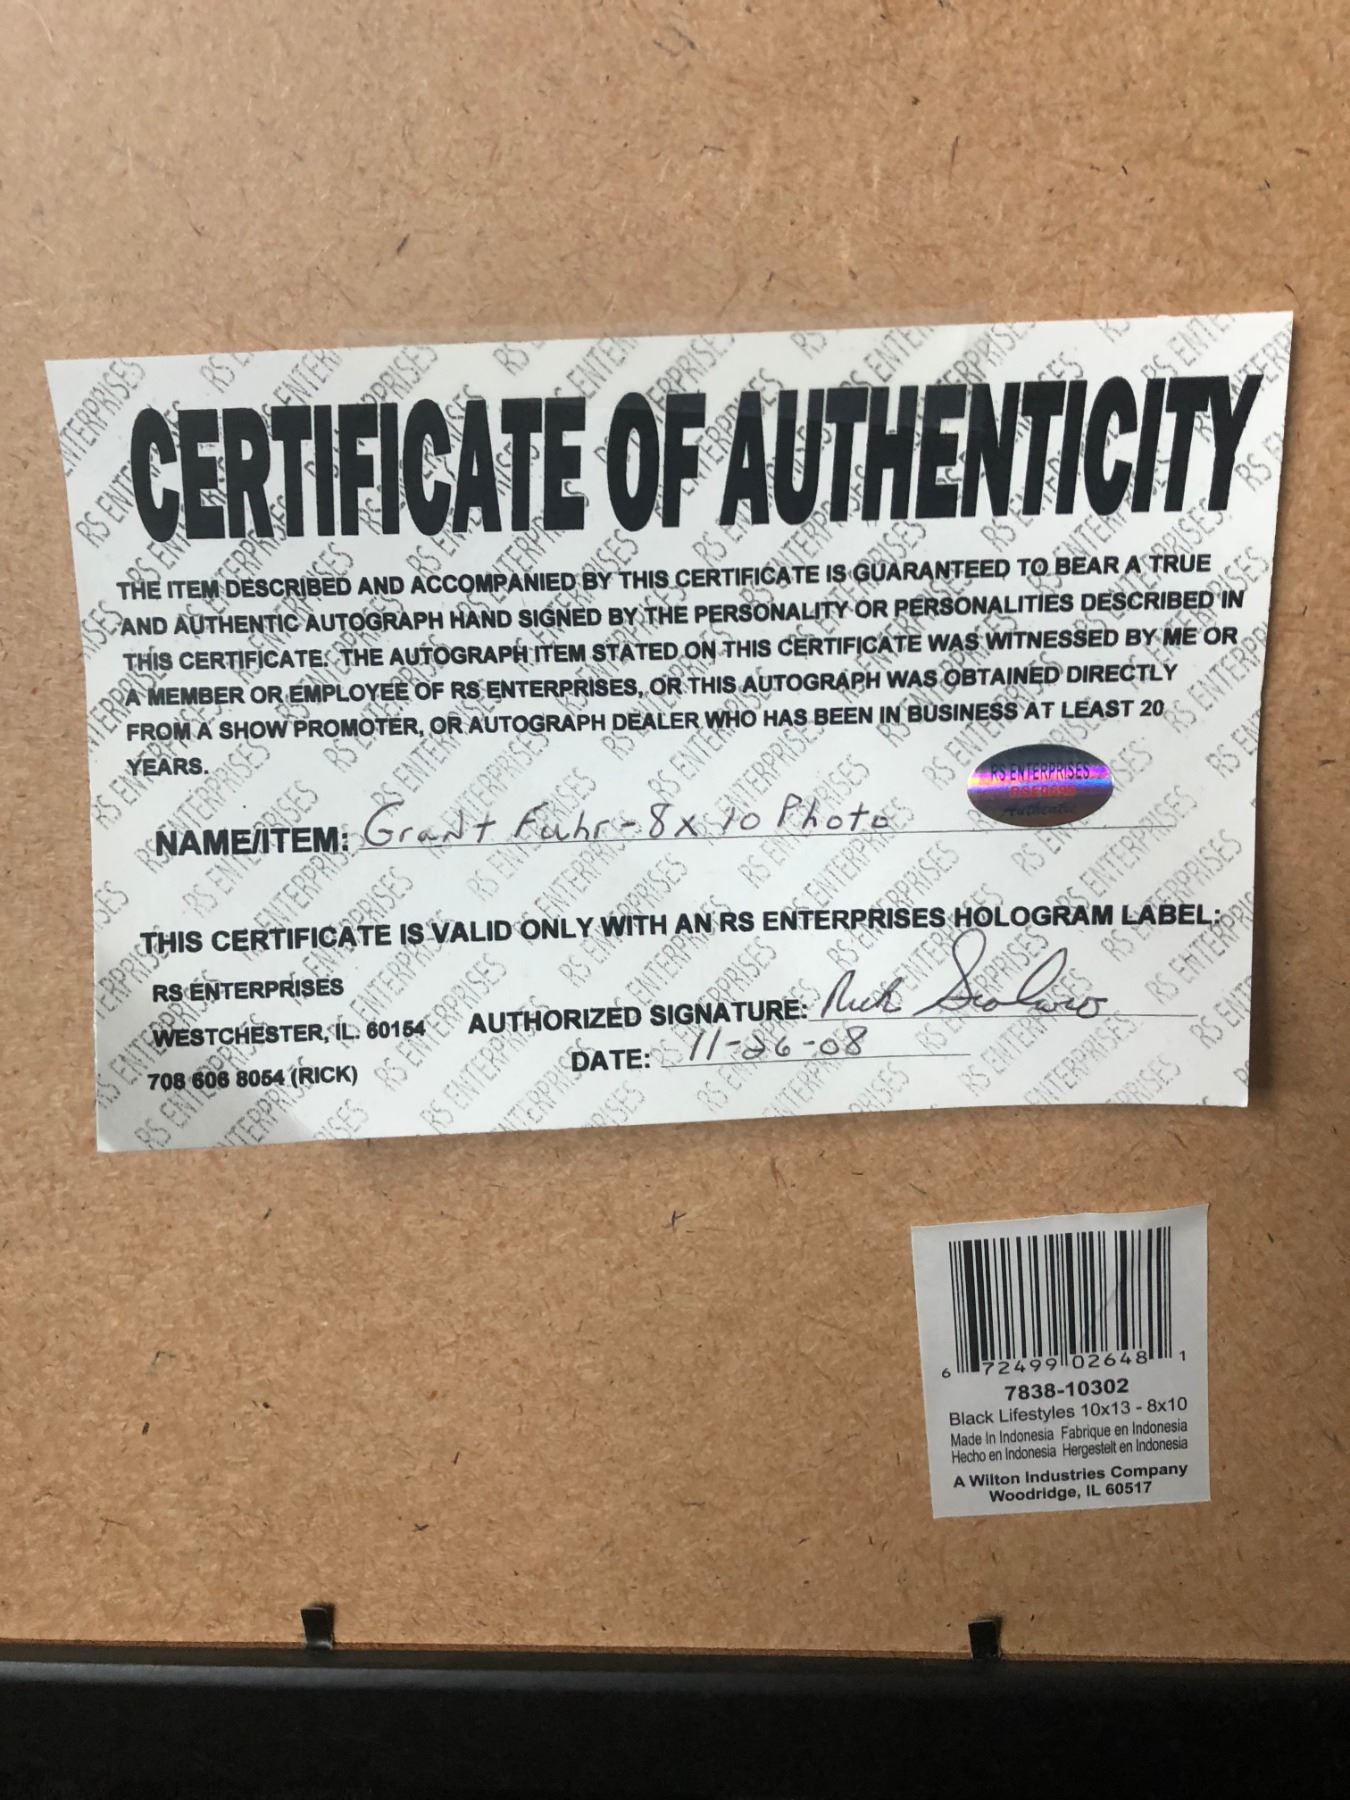 CERTIFICATE OF AUTHENTICITY
THE ITEM DESCRIBED AND ACCOMPANIED BY THIS CERTIFICATE IS GUARANTEED TO BEAR A TRUE
AND AUTHENTIC AUTOGRAPH HAND SIGNED BY THE PERSONALITY OR PERSONALITIES DESCRIBED IN
THIS CERTIFICATE. THE AUTOGRAPH ITEM STATED ON THIS CERTIFICATE WAS WITNESSED BY ME OR
A MEMBER OR EMPLOYEE OF RS ENTERPRISES, OR THIS AUTOGRAPH WAS OBTAINED DIRECTLY
FROM A SHOW PROMOTER, OR AUTOGRAPH DEALER WHO HAS BEEN IN BUSINESS AT LEAST 20
YEARS.
RS ENTERPRISES
Authentic
NAME/ITEM: Grant Fuhr - 8 x 10 Photo
THIS CERTIFICATE IS VALID ONLY WITH AN RS ENTERPRISES HOLOGRAM LABEL:
RS ENTERPRISES
WESTCHESTER, IL. 60154
708 606 8054 (RICK)
AUTHORIZED SIGNATURE: Rick
DATE: 11-26-08
6 72499 02648 1
7838-10302
Black Lifestyles 10x13 - 8x10
Made In Indonesia Fabrique en Indonesia
Hecho en Indonesia Hergestelt en Indonesia
A Wilton Industries Company
Woodridge, IL 60517